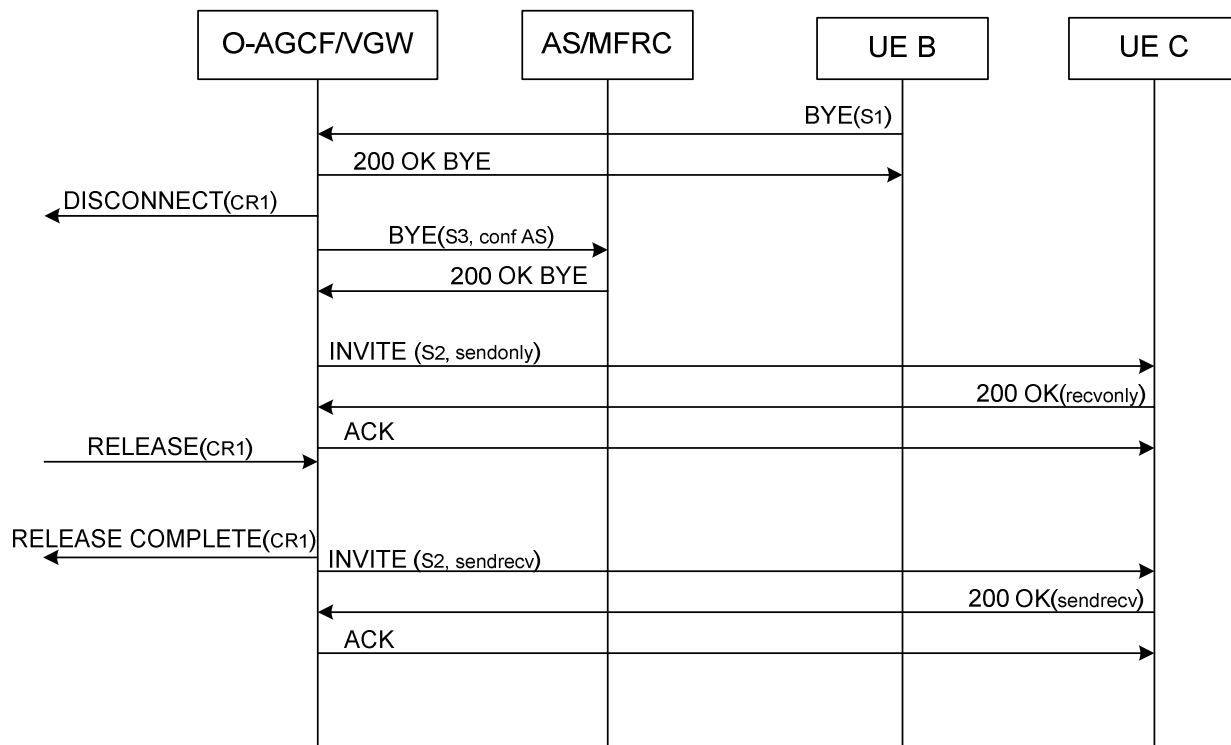 O-AGCF/VGW
AS/MFRC
UE B
UE C
BYE(S1)
200 OK BYE
DISCONNECT(CR1)
BYE(S3, conf AS)
200 OK BYE
INVITE (S2, sendonly)
200 OK(recvonly)
ACK
RELEASE(CR1)
RELEASE COMPLETE(CR1)
INVITE (S2, sendrecv)
200 OK(sendrecv)
ACK